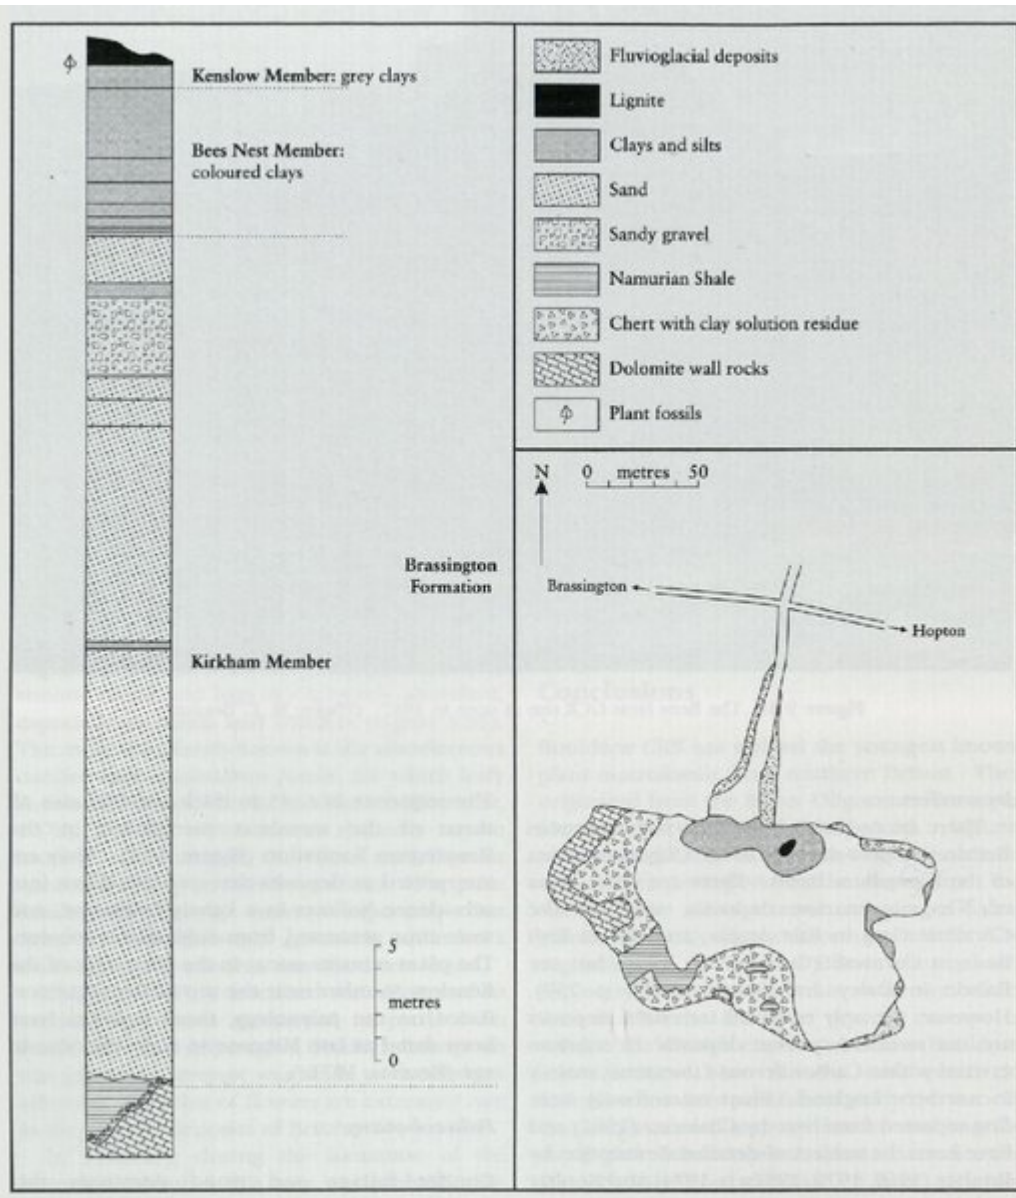 Kenslow Member: grey clays
Bees Nest Member:
coloured clays
Brassington
Formation
Kirkham Member
5
metres
0
Fluvioglacial deposits
Lignite
Clays and silts
Sand
Sandy gravel
Namurian Shale
Chert with clay solution residue
Dolomite wall rocks
Plant fossils
N
0 metres 50
Brassington
Hopton